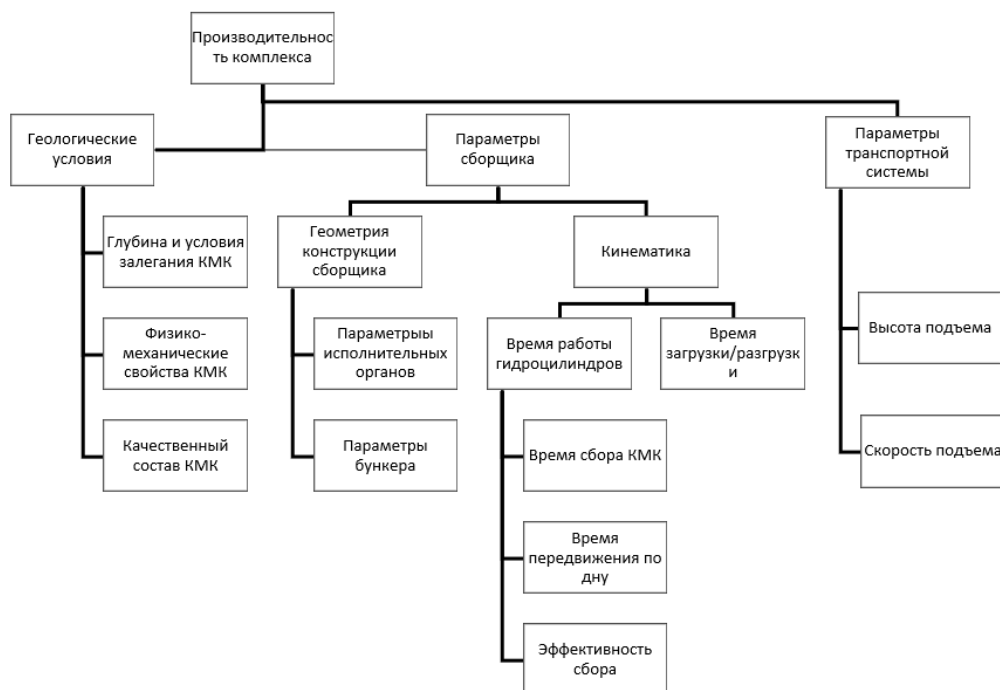 Производительнос
ть комплекса
Геологические
условия
Параметры
сборщика
Параметры
транспортной
системы
Глубина и условия
залегания КМК
Геометрия
конструкции
сборщика
Кинематика
Физико-
механические
свойства КМК
Параметрыы
исполнительных
органов
Время работы
гидроцилиндров
Время
загрузки/разгрузк
и
Высота подъема
Качественный
состав КМК
Параметры
бункера
Время сбора КМК
Скорость подъема
Время
передвижения по
дну
Эффективность
сбора